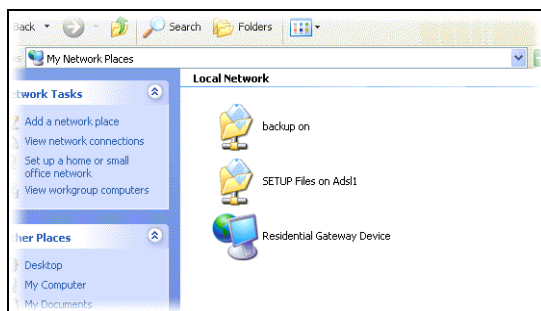 Back Search Folders
My Network Places
Local Network
Network Tasks
Add a network place
View network connections
Set up a home or small
office network
View workgroup computers
backup on
SETUP Files on Adsl1
Residential Gateway Device
Other Places
Desktop
My Computer
My Documents